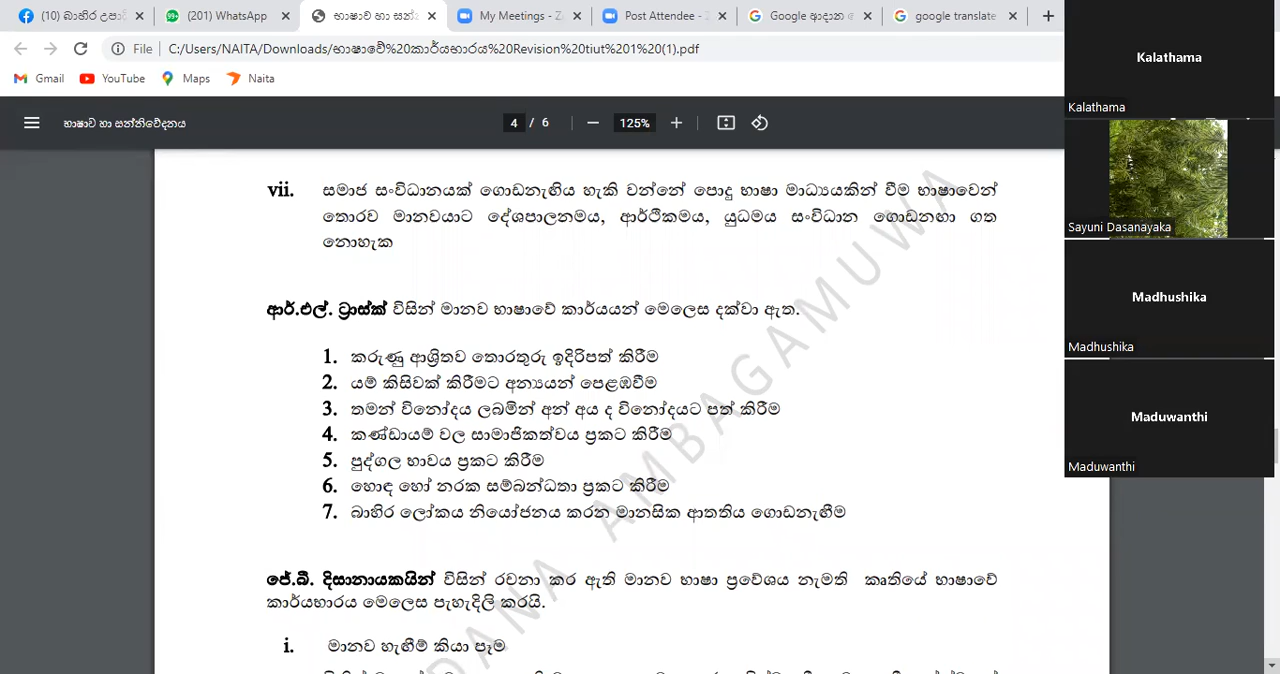 (10) බාහිර උපාධි
(201) WhatsApp
භාෂාව හා සන්නි
My Meetings - Z
Post Attendee - Z
Google ආදාන
google translate
File C:/Users/NAITA/Downloads/භාෂාවේ%20කාර්යභාරය%20Revision%20tiut%201%20(1).pdf
Gmail YouTube Maps Naita
භාෂාව හා සන්නිවේදනය
4 / 6 125%
vii. සමාජ සංවිධානයක් ගොඩනැඟිය හැකි වන්නේ පොදු භාෂා මාධ්‍යයකින් වීම භාෂාවෙන්
තොරව මානවයාට දේශපාලනමය, ආර්ථිකමය, යුධමය සංවිධාන ගොඩනඟා ගත
නොහැක
ආර්.එල්. ට්‍රාස්ක් විසින් මානව භාෂාවේ කාර්යයන් මෙලෙස දක්වා ඇත.
1. කරුණු ආශ්‍රිතව තොරතුරු ඉදිරිපත් කිරීම
2. යම් කිසිවක් කිරීමට අන්‍යයන් පෙළඹවීම
3. තමන් විනෝදය ලබමින් අන් අය ද විනෝදයට පත් කිරීම
4. කණ්ඩායම් වල සාමාජිකත්වය ප්‍රකට කිරීම
5. පුද්ගල භාවය ප්‍රකට කිරීම
6. හොඳ හෝ නරක සම්බන්ධතා ප්‍රකට කිරීම
7. බාහිර ලෝකය නියෝජනය කරන මානසික ආතතිය ගොඩනැඟීම
ජේ.බී. දිසානායකයින් විසින් රචනා කර ඇති මානව භාෂා ප්‍රවේශය නැමති කෘතියේ භාෂාවේ
කාර්යභාරය මෙලෙස පැහැදිලි කරයි.
i. මානව හැඟීම් කියා පෑම
DANA AMBAGAMUWA
Kalathama
Kalathama
Sayuni Dasanayaka
Madhushika
Madhushika
Maduwanthi
Maduwanthi